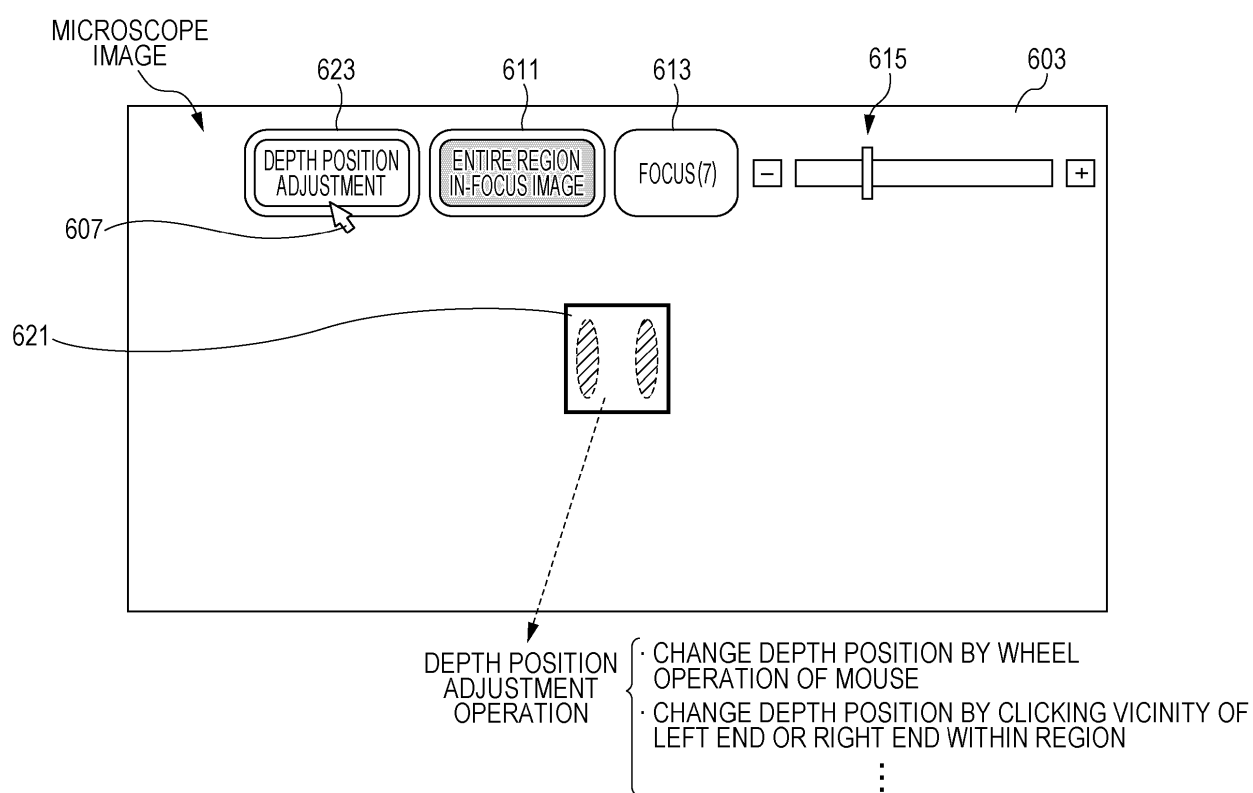 MICROSCOPE
IMAGE
623
611
613
615
603
DEPTH POSITION
ADJUSTMENT
ENTIRE REGION
IN-FOCUS IMAGE
FOCUS(7)
−
+
607
621
DEPTH POSITION
ADJUSTMENT
OPERATION
· CHANGE DEPTH POSITION BY WHEEL
OPERATION OF MOUSE
· CHANGE DEPTH POSITION BY CLICKING VICINITY OF
LEFT END OR RIGHT END WITHIN REGION
⋮